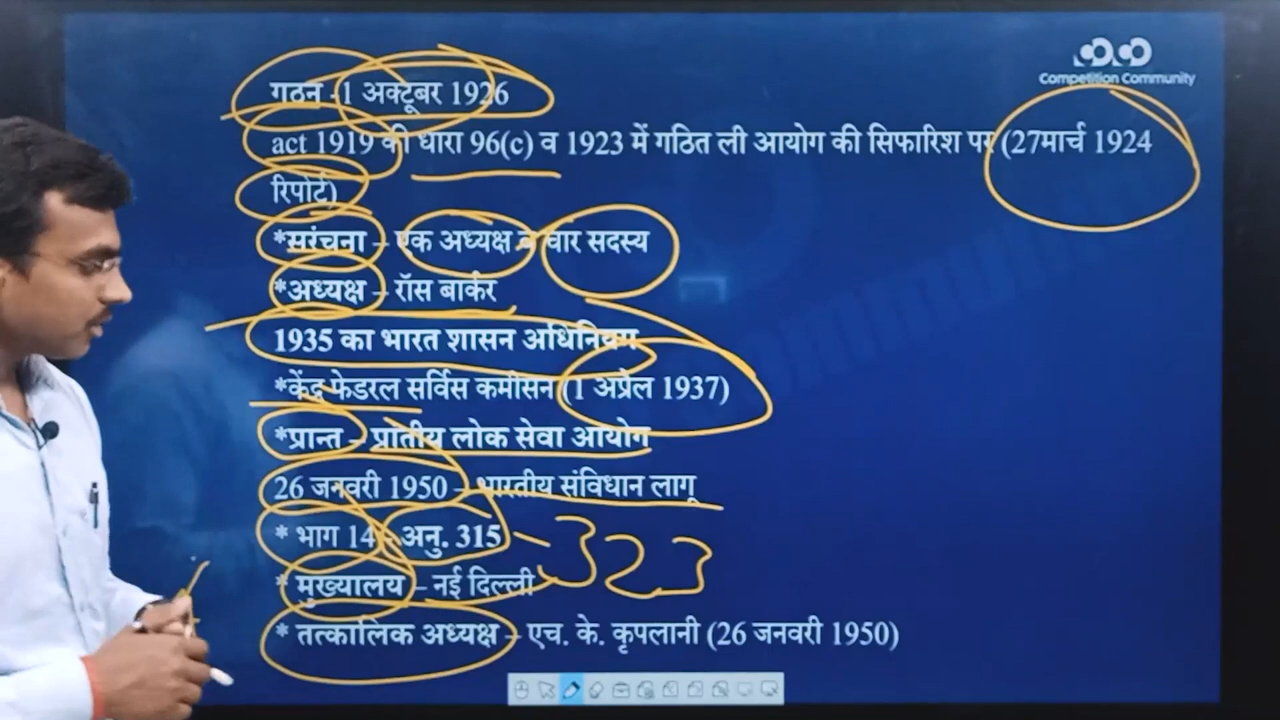 Competition Community
गठन -1 अक्टूबर 1926
act 1919 की धारा 96(c) व 1923 में गठित ली आयोग की सिफारिश पर (27मार्च 1924
रिपोर्ट)
*सरंचना – एक अध्यक्ष व चार सदस्य
*अध्यक्ष – रॉस बार्कर
1935 का भारत शासन अधिनियम
*केंद्र फेडरल सर्विस कमीसन (1 अप्रैल 1937)
*प्रान्त – प्रांतीय लोक सेवा आयोग
26 जनवरी 1950 – भारतीय संविधान लागू
* भाग 14 - अनु. 315 - 323
* मुख्यालय – नई दिल्ली
* तत्कालिक अध्यक्ष – एच. के. कृपलानी (26 जनवरी 1950)